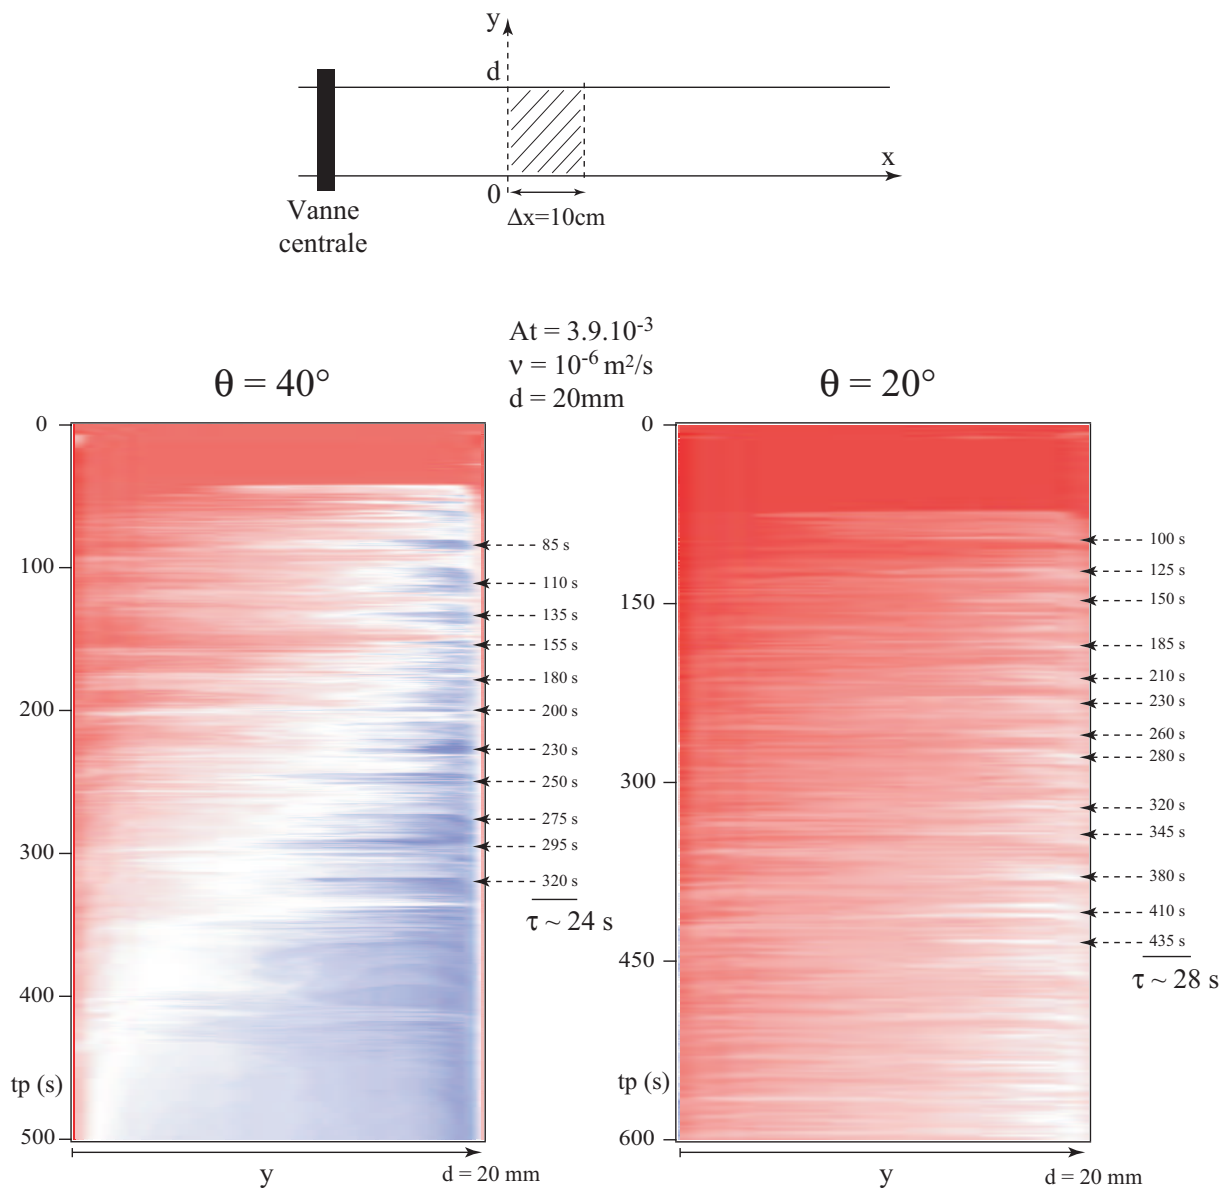 y
d
x
0
Δx=10cm
Vanne
centrale
At = 3.9.10⁻³
ν = 10⁻⁶ m²/s
d = 20mm
θ = 40°
0
100
200
300
400
tp (s)
500
85 s
110 s
135 s
155 s
180 s
200 s
230 s
250 s
275 s
295 s
320 s
τ ~ 24 s
y
d = 20 mm
θ = 20°
0
150
300
450
tp (s)
600
100 s
125 s
150 s
185 s
210 s
230 s
260 s
280 s
320 s
345 s
380 s
410 s
435 s
τ ~ 28 s
y
d = 20 mm